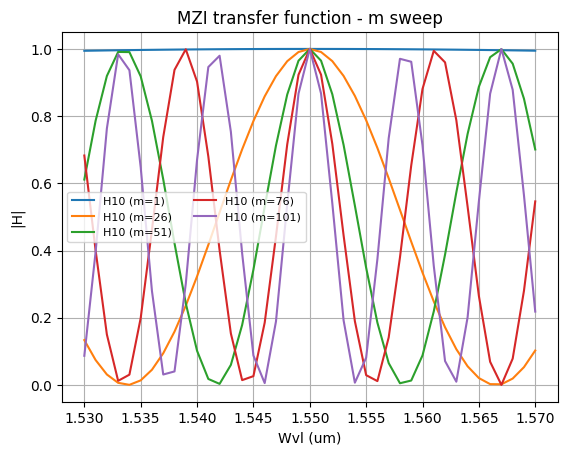 MZI transfer function - m sweep
|H|
1.0
0.8
0.6
0.4
0.2
0.0
H10 (m=1)
H10 (m=26)
H10 (m=51)
H10 (m=76)
H10 (m=101)
1.530 1.535 1.540 1.545 1.550 1.555 1.560 1.565 1.570
Wvl (um)